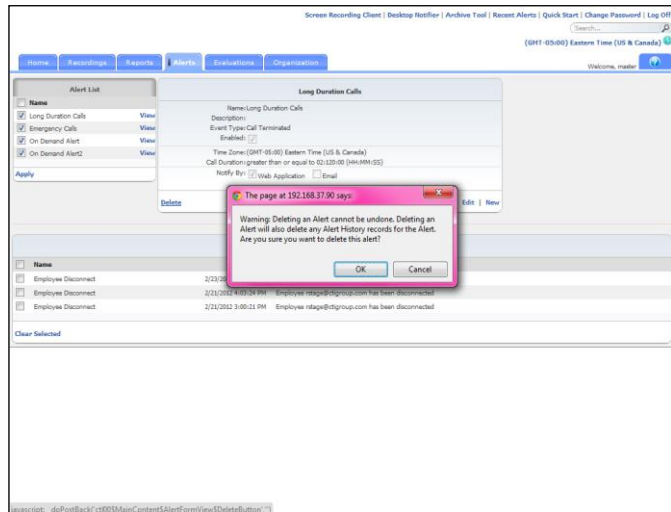 Screen Recording Client | Desktop Notifier | Archive Tool | Recent Alerts | Quick Start | Change Password | Log Off
Search...
(GMT-05:00) Eastern Time (US & Canada)
Home Recordings Reports Alerts Evaluations Organization
Welcome, master
Alert List
Name
Long Duration Calls View
Emergency Calls View
On Demand Alert View
On Demand Alert2 View
Apply
Long Duration Calls
Name: Long Duration Calls
Description:
Event Type: Call Terminated
Enabled:
Time Zone: (GMT-05:00) Eastern Time (US & Canada)
Call Duration: greater than or equal to 02:120:00 (HH:MM:SS)
Notify By: Web Application Email
Delete Edit | New
The page at 192.168.37.90 says:
Warning: Deleting an Alert cannot be undone. Deleting an
Alert will also delete any Alert History records for the Alert.
Are you sure you want to delete this alert?
OK Cancel
Name
Employee Disconnect 2/23/20
Employee Disconnect 2/21/2012 4:03:24 PM Employee rstage@ctigroup.com has been disconnected
Employee Disconnect 2/21/2012 3:00:21 PM Employee rstage@ctigroup.com has been disconnected
Clear Selected
javascript:__doPostBack('ctl00$MainContent$AlertFormView$DeleteButton','')